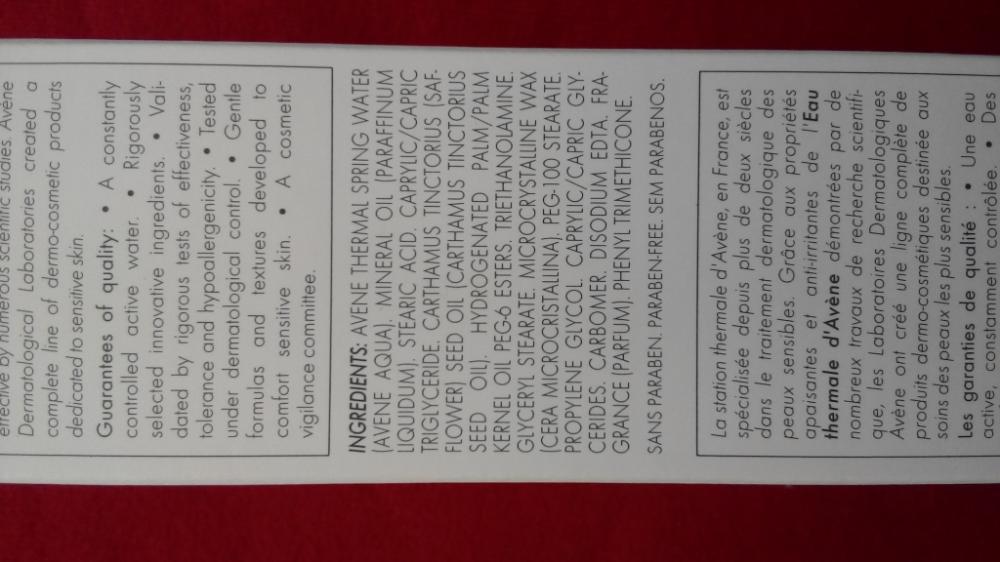 effective by numerous scientific studies. Avène
Dermatological Laboratories created a
complete line of dermo-cosmetic products
dedicated to sensitive skin.
Guarantees of quality: • A constantly
controlled active water. • Rigorously
selected innovative ingredients. • Vali-
dated by rigorous tests of effectiveness,
tolerance and hypoallergenicity. • Tested
under dermatological control. • Gentle
formulas and textures developed to
comfort sensitive skin. • A cosmetic
vigilance committee.
INGREDIENTS: AVENE THERMAL SPRING WATER
(AVENE AQUA). MINERAL OIL (PARAFFINUM
LIQUIDUM). STEARIC ACID. CAPRYLIC/CAPRIC
TRIGLYCERIDE. CARTHAMUS TINCTORIUS (SAF-
FLOWER) SEED OIL (CARTHAMUS TINCTORIUS
SEED OIL). HYDROGENATED PALM/PALM
KERNEL OIL PEG-6 ESTERS. TRIETHANOLAMINE.
GLYCERYL STEARATE. MICROCRYSTALLINE WAX
(CERA MICROCRISTALLINA). PEG-100 STEARATE.
PROPYLENE GLYCOL. CAPRYLIC/CAPRIC GLY-
CERIDES. CARBOMER. DISODIUM EDTA. FRA-
GRANCE (PARFUM). PHENYL TRIMETHICONE.
SANS PARABEN. PARABEN-FREE. SEM PARABENOS.
La station thermale d'Avène, en France, est
spécialisée depuis plus de deux siècles
dans le traitement dermatologique des
peaux sensibles. Grâce aux propriétés
apaisantes et anti-irritantes de l'Eau
thermale d'Avène démontrées par de
nombreux travaux de recherche scientifi-
que, les Laboratoires Dermatologiques
Avène ont créé une ligne complète de
produits dermo-cosmétiques destinée aux
soins des peaux les plus sensibles.
Les garanties de qualité : • Une eau
active, constamment contrôlée. • Des